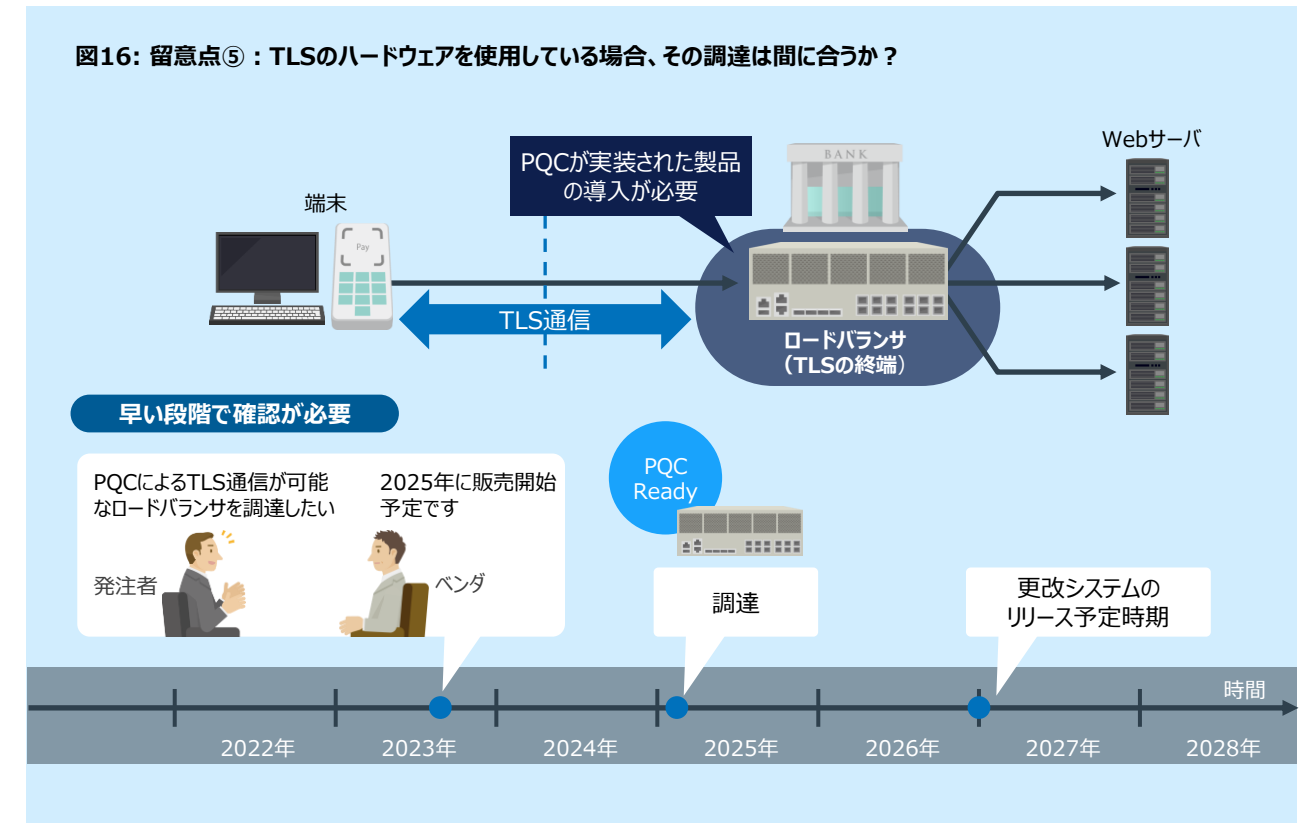 図16: 留意点⑤：TLSのハードウェアを使用している場合、その調達は間に合うか？
PQCが実装された製品
の導入が必要
BANK
Webサーバ
端末
Pay
TLS通信
ロードバランサ
（TLSの終端）
早い段階で確認が必要
PQCによるTLS通信が可能
なロードバランサを調達したい
2025年に販売開始
予定です
発注者
ベンダ
PQC
Ready
調達
更改システムの
リリース予定時期
時間
2022年
2023年
2024年
2025年
2026年
2027年
2028年